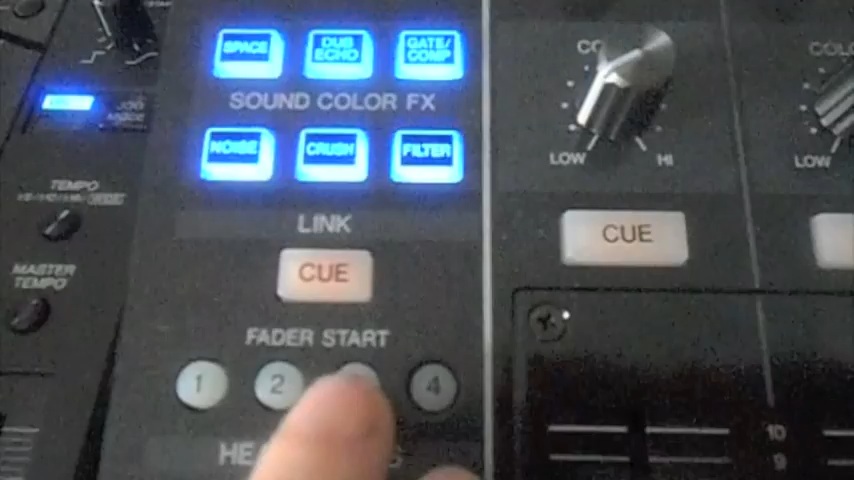 SPACE
DUB
ECHO
GATE/
COMP
SOUND COLOR FX
NOISE
CRUSH
FILTER
LINK
CUE
FADER START
1
2
4
JOG
MODE
TEMPO
MASTER
TEMPO
LOW
HI
CUE
COLO
LOW
10
9